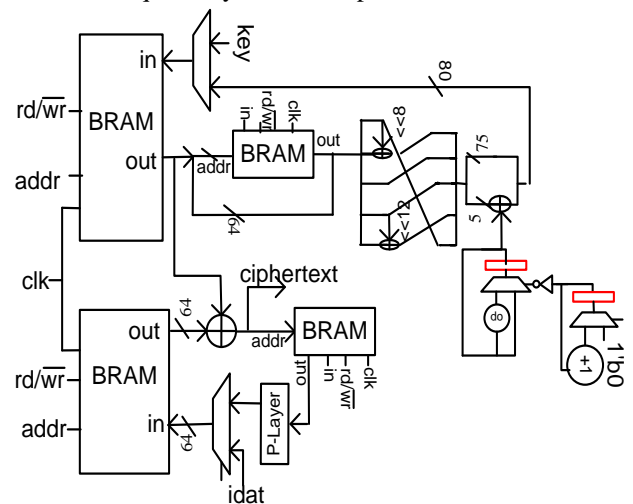 key
in
80
rd/wr
BRAM
in
rd/wr
clk
out
<<8
75
out
addr
BRAM
addr
64
<<12
5
clk
ciphertext
do
out
64
BRAM
addr
1'b0
+1
rd/wr
BRAM
out
in
rd/wr
clk
addr
in
64
P-Layer
idat